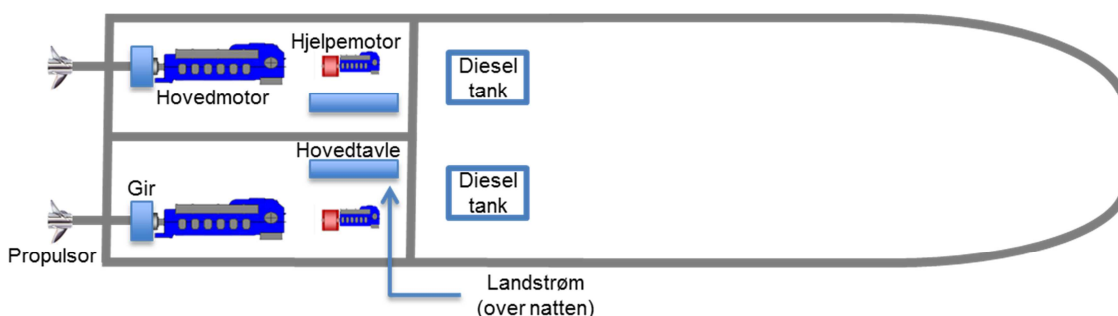 Hjelpemotor
Diesel
tank
Hovedmotor
Hovedtavle
Gir
Diesel
tank
Propulsor
Landstrøm
(over natten)